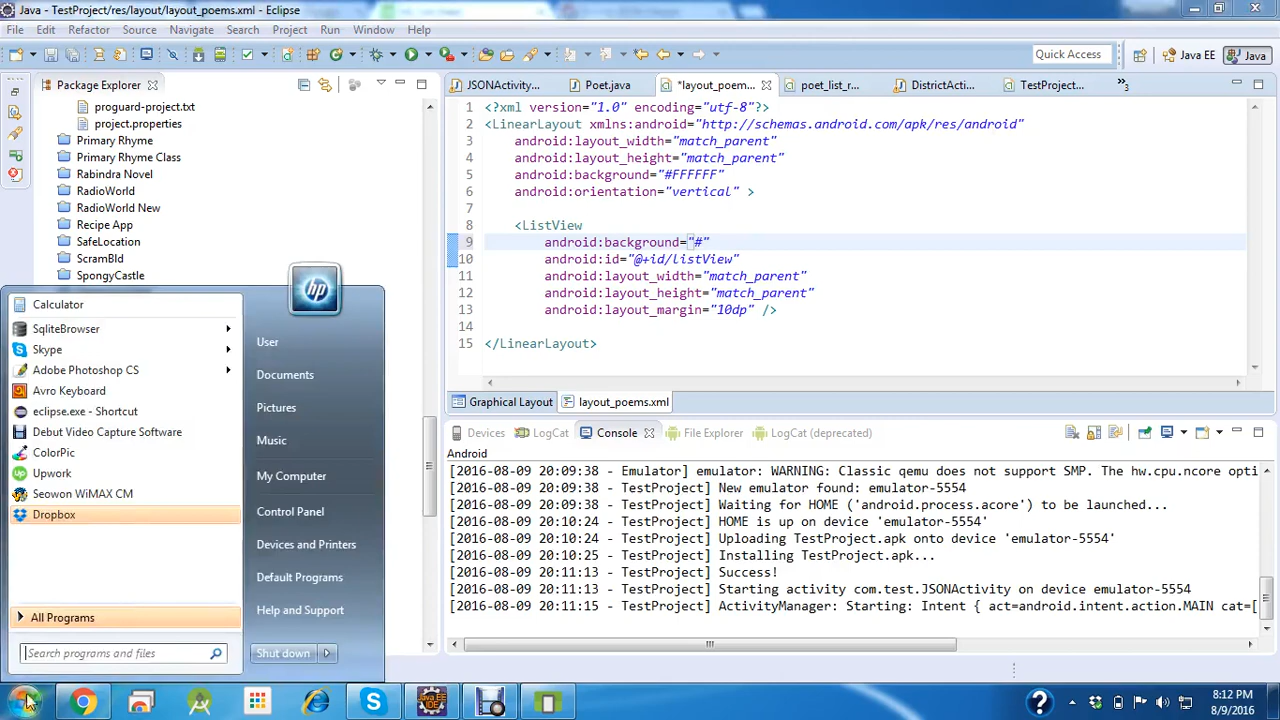 Java - TestProject/res/layout/layout_poems.xml - Eclipse
File Edit Refactor Source Navigate Search Project Run Window Help
Quick Access
Java EE
Java
Package Explorer
proguard-project.txt
project.properties
Primary Rhyme
Primary Rhyme Class
Rabindra Novel
RadioWorld
RadioWorld New
Recipe App
SafeLocation
ScramBld
SpongyCastle
JSONActivity... Poet.java *layout_poem... poet_list_r... DistrictActi... TestProject... »3
1 <?xml version="1.0" encoding="utf-8"?>
2 <LinearLayout xmlns:android="http://schemas.android.com/apk/res/android"
3 android:layout_width="match_parent"
4 android:layout_height="match_parent"
5 android:background="#FFFFFF"
6 android:orientation="vertical" >
7
8 <ListView
9 android:background="#"
10 android:id="@+id/listView"
11 android:layout_width="match_parent"
12 android:layout_height="match_parent"
13 android:layout_margin="10dp" />
14
15 </LinearLayout>
Graphical Layout layout_poems.xml
Devices LogCat Console File Explorer LogCat (deprecated)
Android
[2016-08-09 20:09:38 - Emulator] emulator: WARNING: Classic qemu does not support SMP. The hw.cpu.ncore opti
[2016-08-09 20:09:38 - TestProject] New emulator found: emulator-5554
[2016-08-09 20:09:38 - TestProject] Waiting for HOME ('android.process.acore') to be launched...
[2016-08-09 20:10:24 - TestProject] HOME is up on device 'emulator-5554'
[2016-08-09 20:10:24 - TestProject] Uploading TestProject.apk onto device 'emulator-5554'
[2016-08-09 20:10:25 - TestProject] Installing TestProject.apk...
[2016-08-09 20:11:13 - TestProject] Success!
[2016-08-09 20:11:13 - TestProject] Starting activity com.test.JSONActivity on device emulator-5554
[2016-08-09 20:11:15 - TestProject] ActivityManager: Starting: Intent { act=android.intent.action.MAIN cat=[
hp
Calculator
SqliteBrowser
Skype
Adobe Photoshop CS
Avro Keyboard
eclipse.exe - Shortcut
Debut Video Capture Software
ColorPic
Upwork
Seowon WiMAX CM
Dropbox
All Programs
Search programs and files
User
Documents
Pictures
Music
My Computer
Control Panel
Devices and Printers
Default Programs
Help and Support
Shut down
8:12 PM
8/9/2016